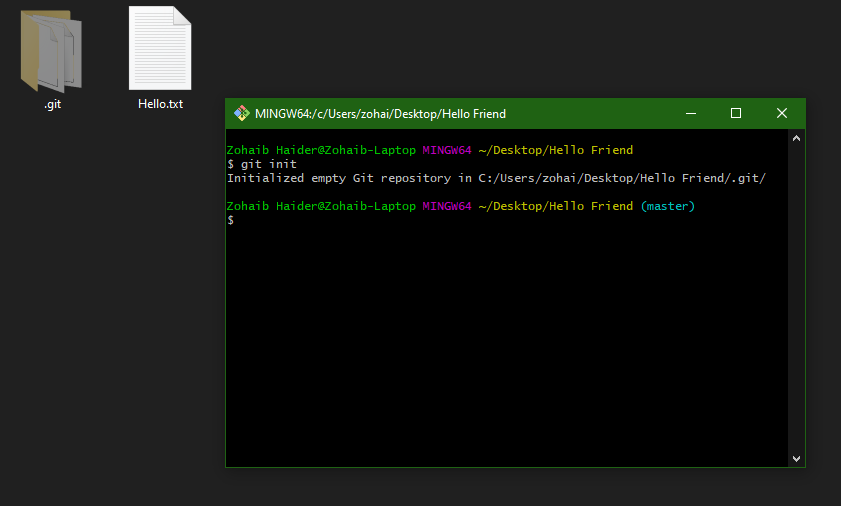 .git
Hello.txt
MINGW64:/c/Users/zohai/Desktop/Hello Friend
Zohaib Haider@Zohaib-Laptop MINGW64 ~/Desktop/Hello Friend
$ git init
Initialized empty Git repository in C:/Users/zohai/Desktop/Hello Friend/.git/
Zohaib Haider@Zohaib-Laptop MINGW64 ~/Desktop/Hello Friend (master)
$